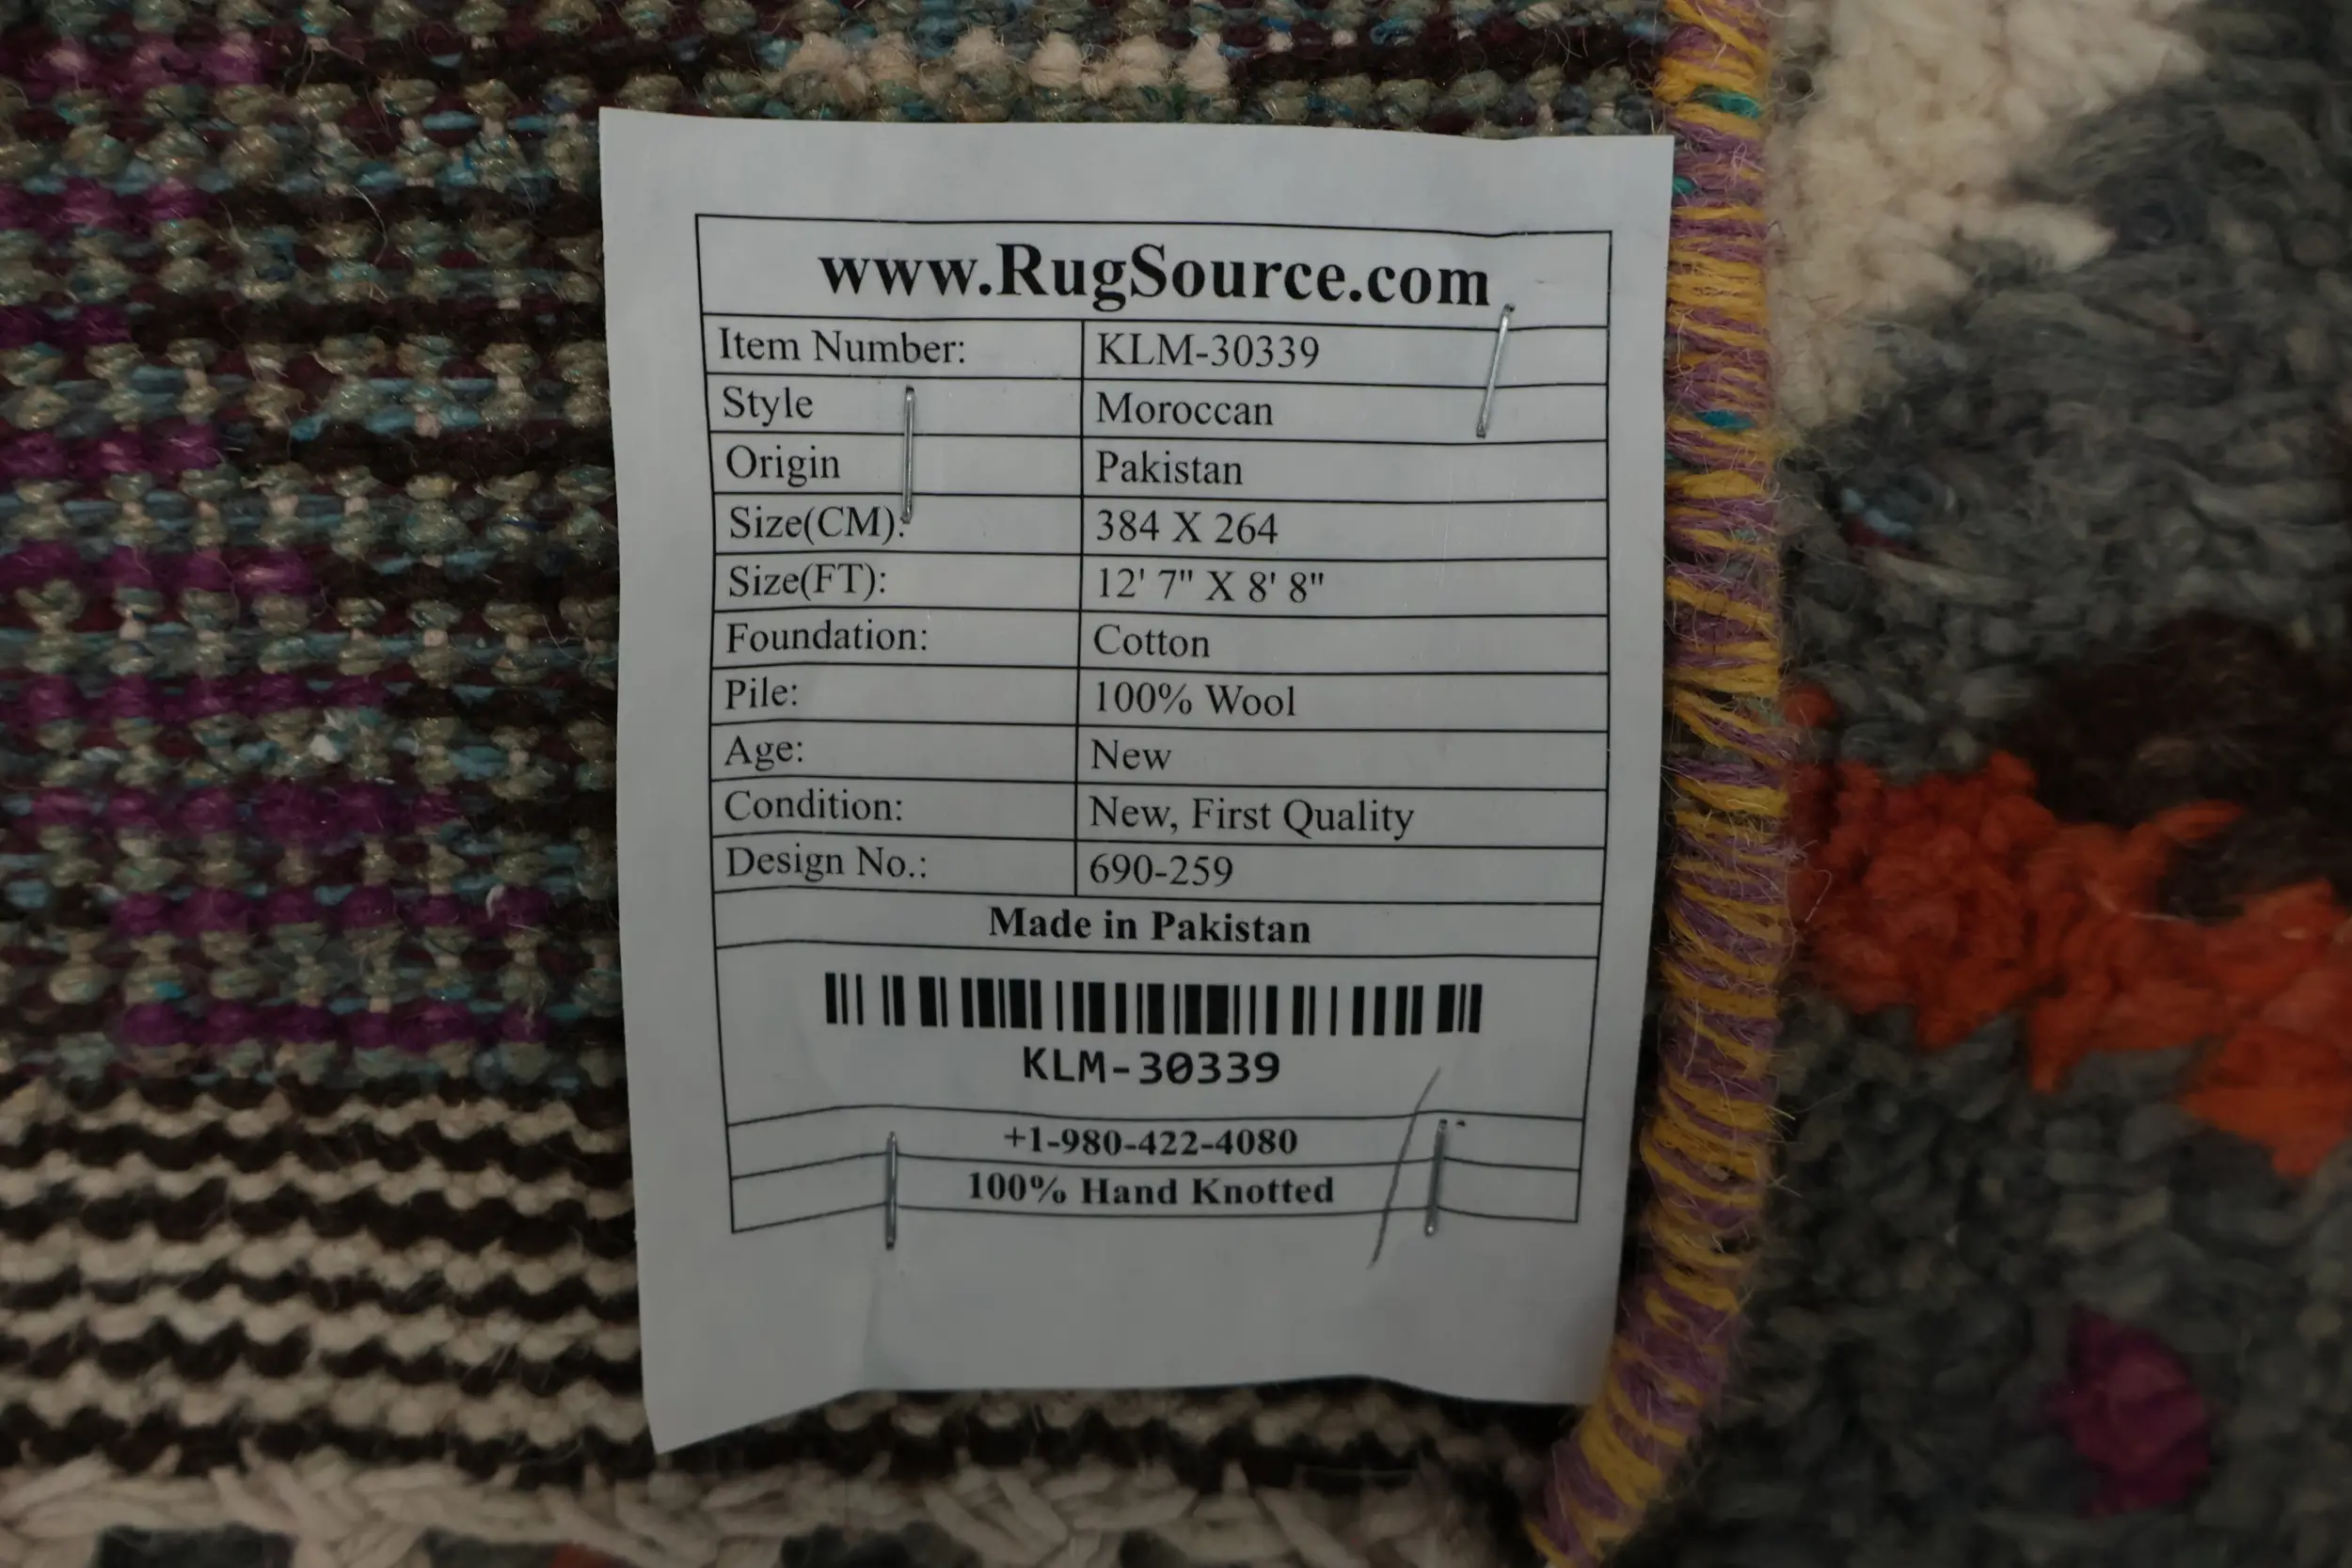 www.RugSource.com
Item Number: KLM-30339
Style Moroccan
Origin Pakistan
Size(CM): 384 X 264
Size(FT): 12' 7" X 8' 8"
Foundation: Cotton
Pile: 100% Wool
Age: New
Condition: New, First Quality
Design No.: 690-259
Made in Pakistan
KLM-30339
+1-980-422-4080
100% Hand Knotted